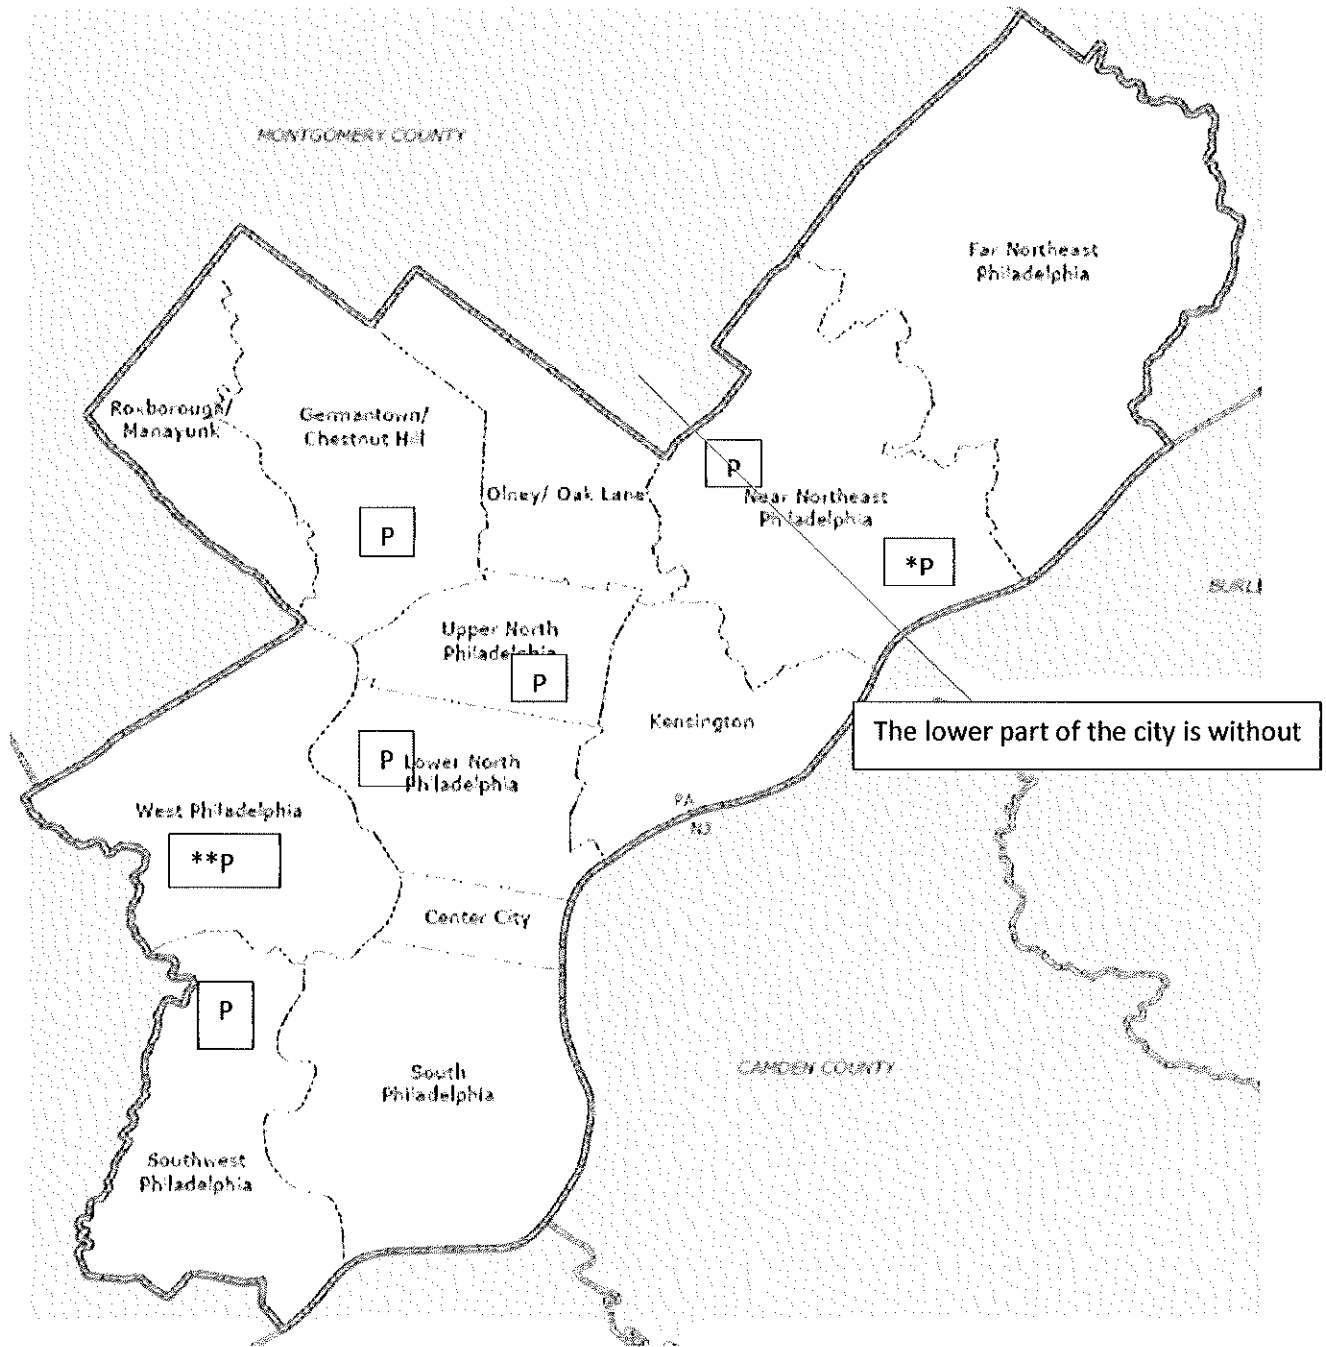 MONTGOMERY COUNTY
Far Northeast
Philadelphia
Roxborough/
Manayunk
Germantown/
Chestnut Hill
P
Olney/ Oak Lane
Near Northeast
Philadelphia
P
*P
BURLI
Upper North
Philadelphia
P
Kensington
The lower part of the city is without
P
Lower North
Philadelphia
PA
NJ
West Philadelphia
**P
Center City
P
South
Philadelphia
CAMDEN COUNTY
Southwest
Philadelphia